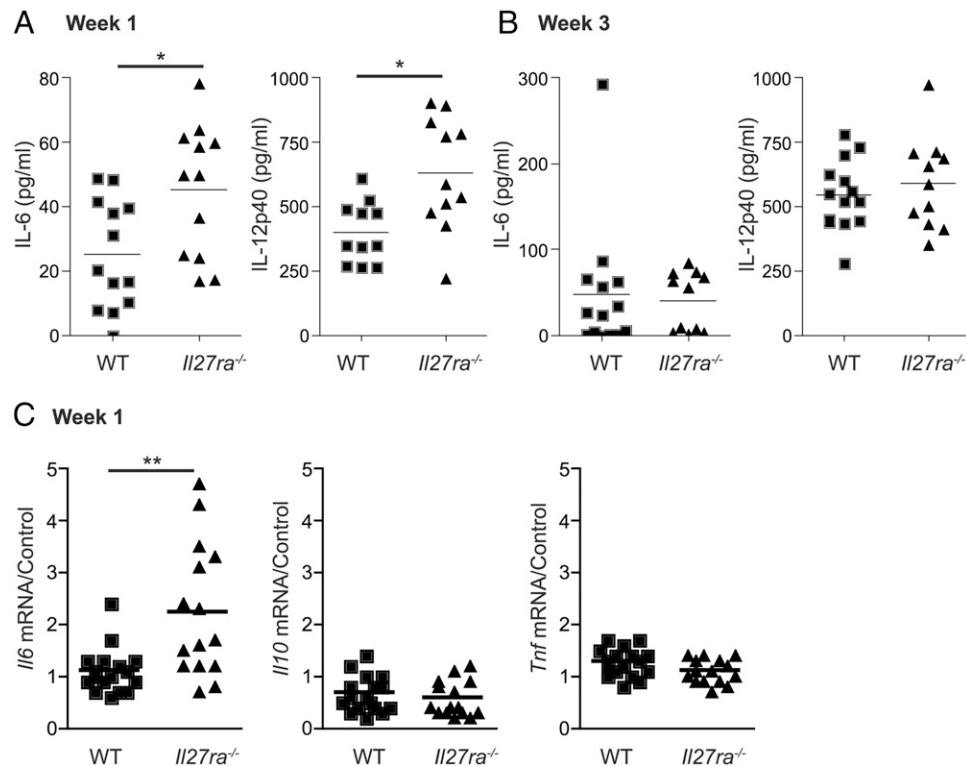 A Week 1
*
IL-6 (pg/ml)
80
60
40
20
0
WT
Il27ra-/-
*
IL-12p40 (pg/ml)
1000
750
500
250
0
WT
Il27ra-/-
B Week 3
IL-6 (pg/ml)
300
200
100
0
WT
Il27ra-/-
IL-12p40 (pg/ml)
1000
750
500
250
0
WT
Il27ra-/-
C Week 1
**
Il6 mRNA/Control
5
4
3
2
1
0
WT
Il27ra-/-
Il10 mRNA/Control
5
4
3
2
1
0
WT
Il27ra-/-
Tnf mRNA/Control
5
4
3
2
1
0
WT
Il27ra-/-